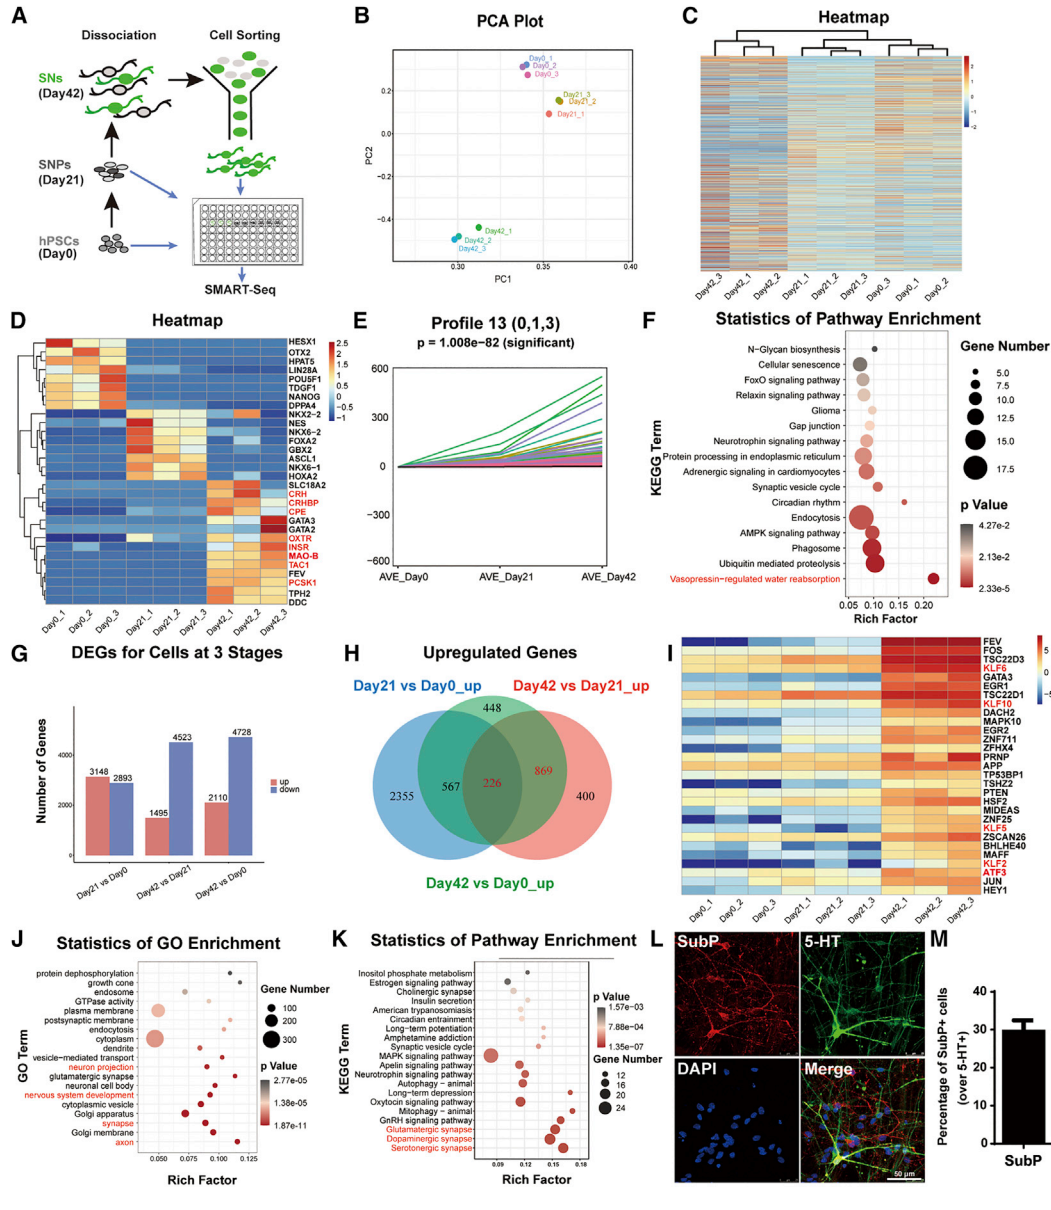 A
Dissociation
Cell Sorting
SNs
(Day42)
SNPs
(Day21)
hPSCs
(Day0)
SMART-Seq
B
PCA Plot
Day0_1
Day0_2
Day0_3
Day21_3
Day21_2
Day21_1
Day42_1
Day42_2
Day42_3
0.2
0.0
−0.2
−0.4
PC2
0.30
0.35
0.40
PC1
C
Heatmap
2
1
0
−1
−2
Day42_3
Day42_1
Day42_2
Day21_1
Day21_2
Day21_3
Day0_3
Day0_1
Day0_2
D
Heatmap
HESX1
OTX2
HPAT5
LIN28A
POU5F1
TDGF1
NANOG
DPPA4
NKX2−2
NES
NKX6−2
FOXA2
GBX2
ASCL1
NKX6−1
HOXA2
SLC18A2
CRH
CRHBP
CPE
GATA3
GATA2
OXTR
INSR
MAO-B
TAC1
FEV
PCSK1
TPH2
DDC
2.5
2
1.5
1
0.5
0
−0.5
−1
Day0_1
Day0_2
Day0_3
Day21_1
Day21_2
Day21_3
Day42_1
Day42_2
Day42_3
E
Profile 13 (0,1,3)
p = 1.008e−82 (significant)
600
300
0
−300
−600
AVE_Day0
AVE_Day21
AVE_Day42
F
Statistics of Pathway Enrichment
KEGG Term
N−Glycan biosynthesis
Cellular senescence
FoxO signaling pathway
Relaxin signaling pathway
Glioma
Gap junction
Neurotrophin signaling pathway
Protein processing in endoplasmic reticulum
Adrenergic signaling in cardiomyocytes
Synaptic vesicle cycle
Circadian rhythm
Endocytosis
AMPK signaling pathway
Phagosome
Ubiquitin mediated proteolysis
Vasopressin−regulated water reabsorption
0.05 0.10 0.15 0.20
Rich Factor
Gene Number
5.0
7.5
10.0
12.5
15.0
17.5
p Value
4.27e-2
2.13e-2
2.33e-5
G
DEGs for Cells at 3 Stages
Number of Genes
4000
2000
0
3148
2893
1495
4523
2110
4728
up
down
Day21 vs Day0
Day42 vs Day21
Day42 vs Day0
H
Upregulated Genes
Day21 vs Day0_up
Day42 vs Day21_up
448
2355
567
226
869
400
Day42 vs Day0_up
I
FEV
FOS
TSC22D3
KLF6
GATA3
EGR1
TSC22D1
KLF10
DACH2
MAPK10
EGR2
ZNF711
ZFHX4
PRNP
APP
TP53BP1
TSHZ2
PTEN
HSF2
MIDEAS
ZNF25
KLF5
ZSCAN26
BHLHE40
MAFF
KLF2
ATF3
JUN
HEY1
5
0
−5
Day0_1
Day0_2
Day0_3
Day21_1
Day21_2
Day21_3
Day42_1
Day42_2
Day42_3
J
Statistics of GO Enrichment
GO Term
protein dephosphorylation
growth cone
endosome
GTPase activity
plasma membrane
postsynaptic membrane
endocytosis
cytoplasm
dendrite
vesicle−mediated transport
neuron projection
glutamatergic synapse
neuronal cell body
nervous system development
cytoplasmic vesicle
Golgi apparatus
synapse
Golgi membrane
axon
0.050 0.075 0.100 0.125
Rich Factor
Gene Number
100
200
300
p Value
2.77e-05
1.38e-05
1.87e-11
K
Statistics of Pathway Enrichment
KEGG Term
Inositol phosphate metabolism
Estrogen signaling pathway
Cholinergic synapse
Insulin secretion
American trypanosomiasis
Circadian entrainment
Long−term potentiation
Amphetamine addiction
Synaptic vesicle cycle
MAPK signaling pathway
Apelin signaling pathway
Neurotrophin signaling pathway
Autophagy − animal
Long−term depression
Oxytocin signaling pathway
Mitophagy − animal
GnRH signaling pathway
Glutamatergic synapse
Dopaminergic synapse
Serotonergic synapse
0.09 0.12 0.15 0.18
Rich Factor
p Value
1.57e−03
7.88e−04
1.35e−07
Gene Number
12
16
20
24
L
SubP
5-HT
DAPI
Merge
50 μm
M
Percentage of SubP+ cells
(over 5-HT+)
40
30
20
10
0
SubP